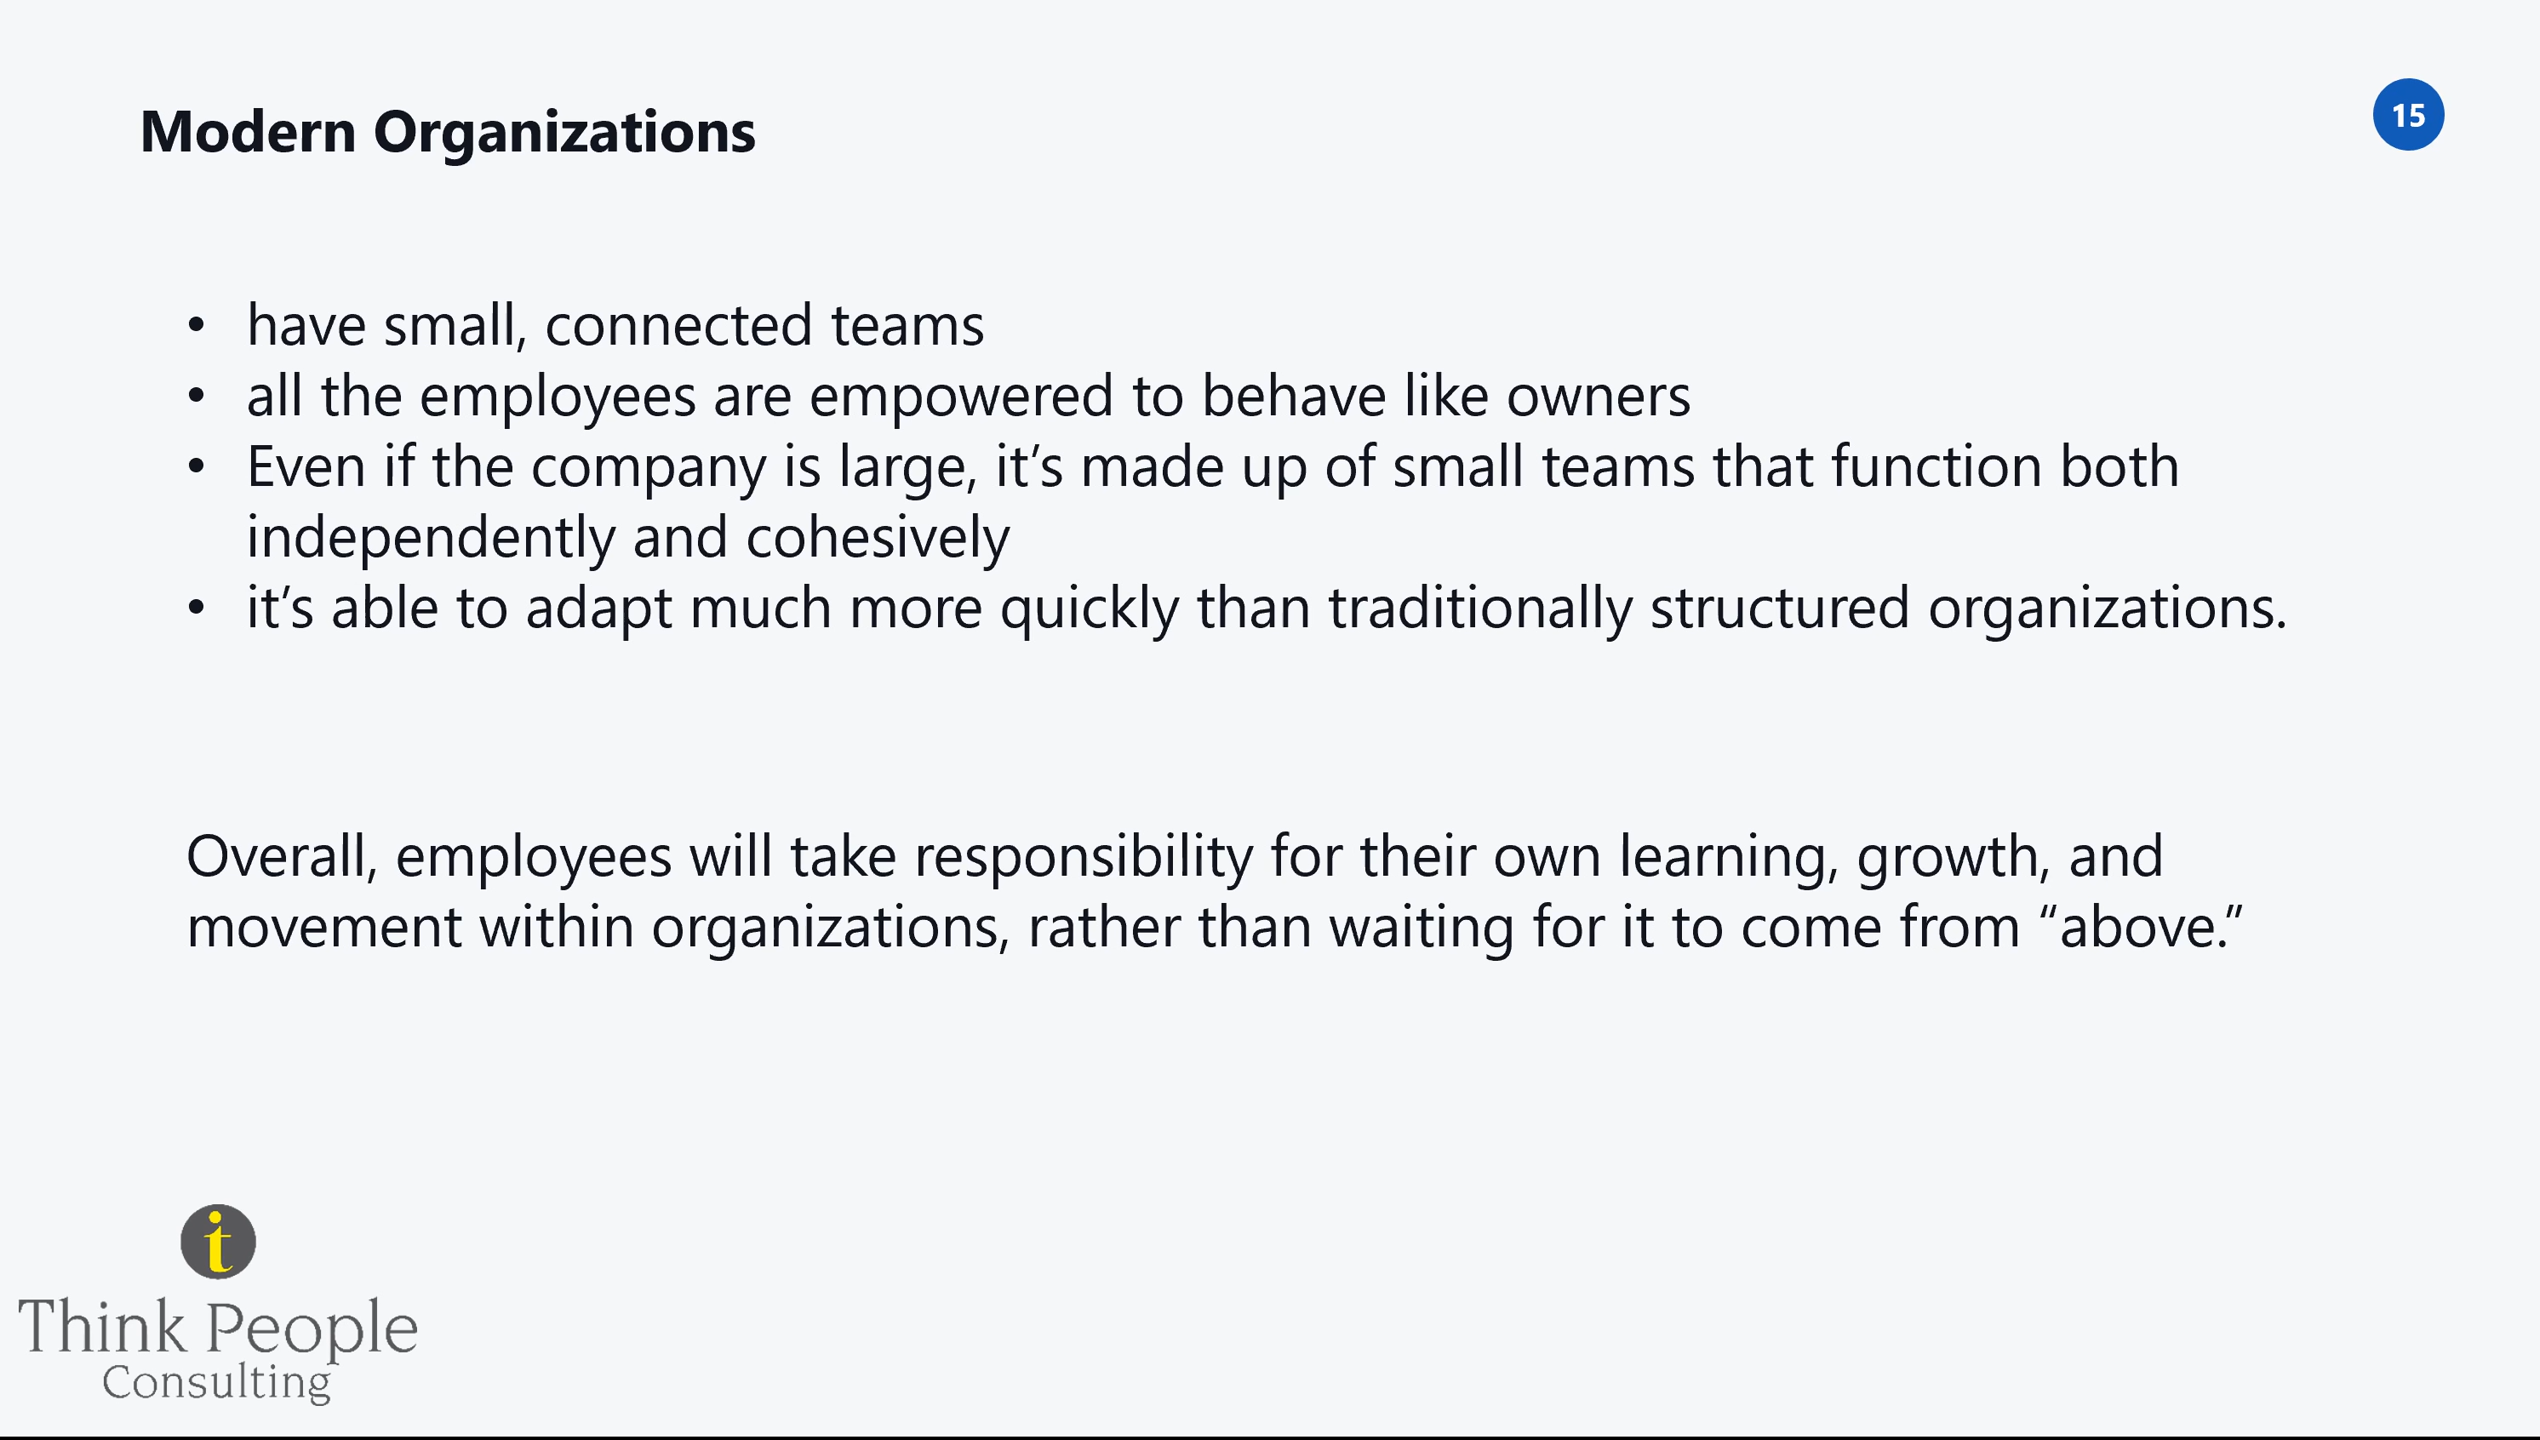 Modern Organizations
15
• have small, connected teams
• all the employees are empowered to behave like owners
• Even if the company is large, it’s made up of small teams that function both
independently and cohesively
• it’s able to adapt much more quickly than traditionally structured organizations.
Overall, employees will take responsibility for their own learning, growth, and
movement within organizations, rather than waiting for it to come from “above.”
t
Think People
Consulting